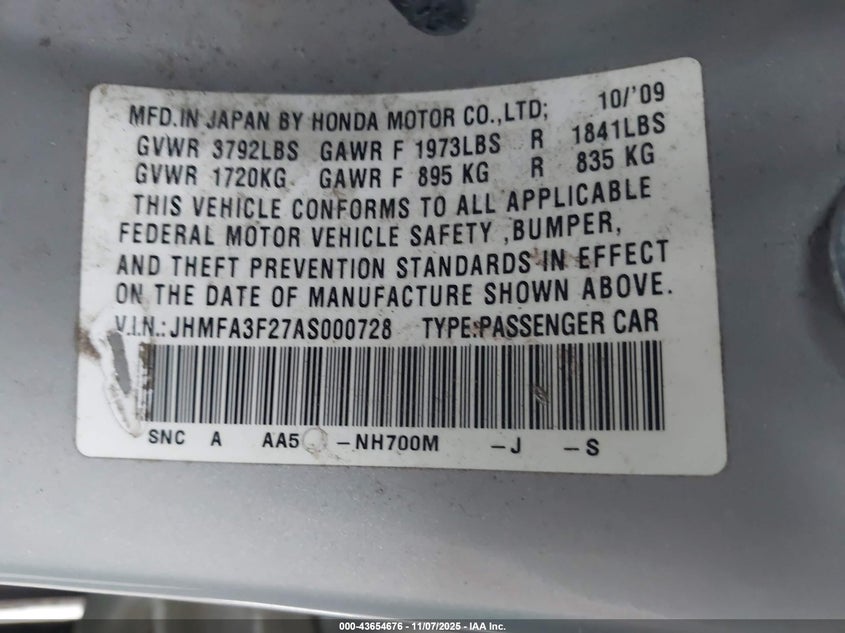 MFD.IN JAPAN BY HONDA MOTOR CO.,LTD; 10/'09
GVWR 3792LBS GAWR F 1973LBS R 1841LBS
GVWR 1720KG GAWR F 895 KG R 835 KG
THIS VEHICLE CONFORMS TO ALL APPLICABLE
FEDERAL MOTOR VEHICLE SAFETY ,BUMPER,
AND THEFT PREVENTION STANDARDS IN EFFECT
ON THE DATE OF MANUFACTURE SHOWN ABOVE.
V.I.N.: JHMFA3F27AS000728 TYPE:PASSENGER CAR
SNC A AA5 -NH700M -J -S
000-43654676 - 11/07/2025 - IAA Inc.